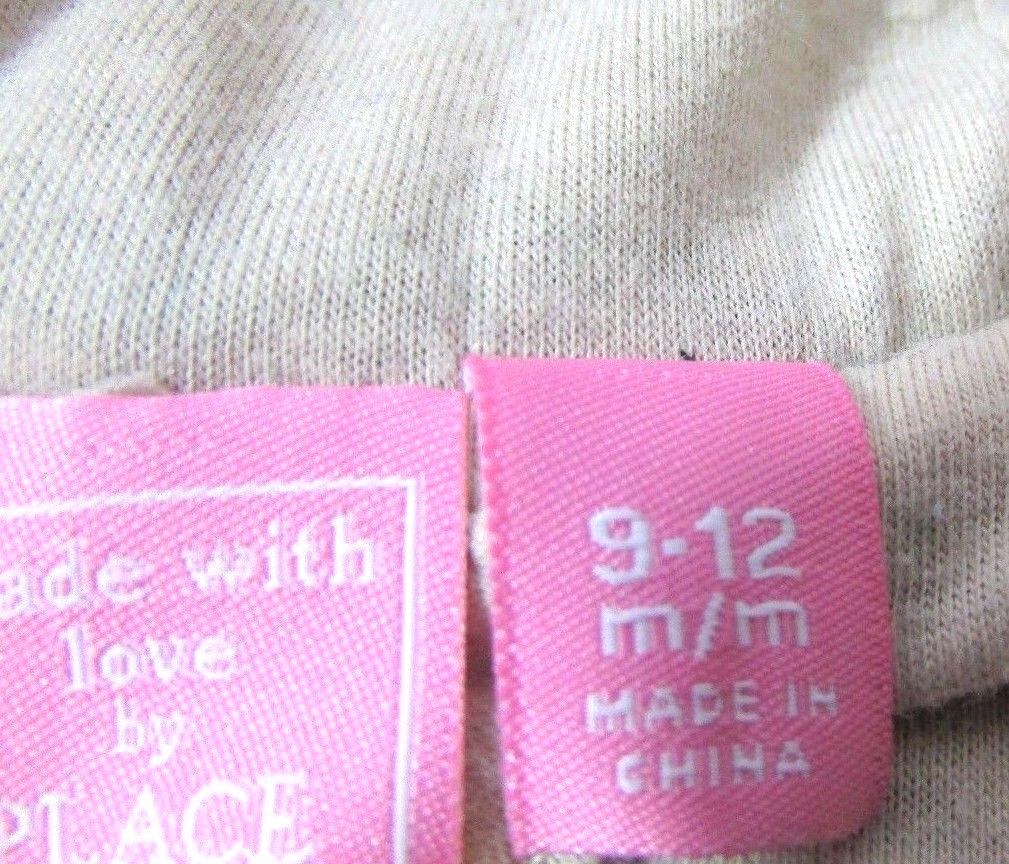 ade with
love
by
PLACE
9-12
m/m
MADE IN
CHINA